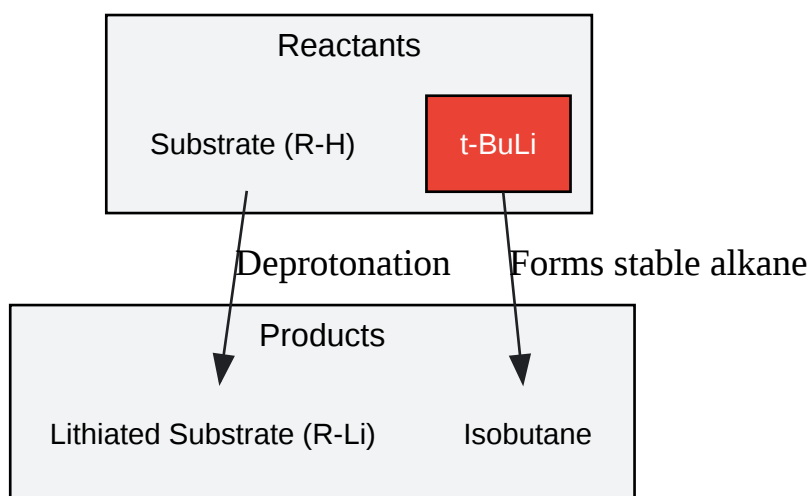 Reactants
Substrate (R-H) t-BuLi
Deprotonation Forms stable alkane
Products
Lithiated Substrate (R-Li) Isobutane